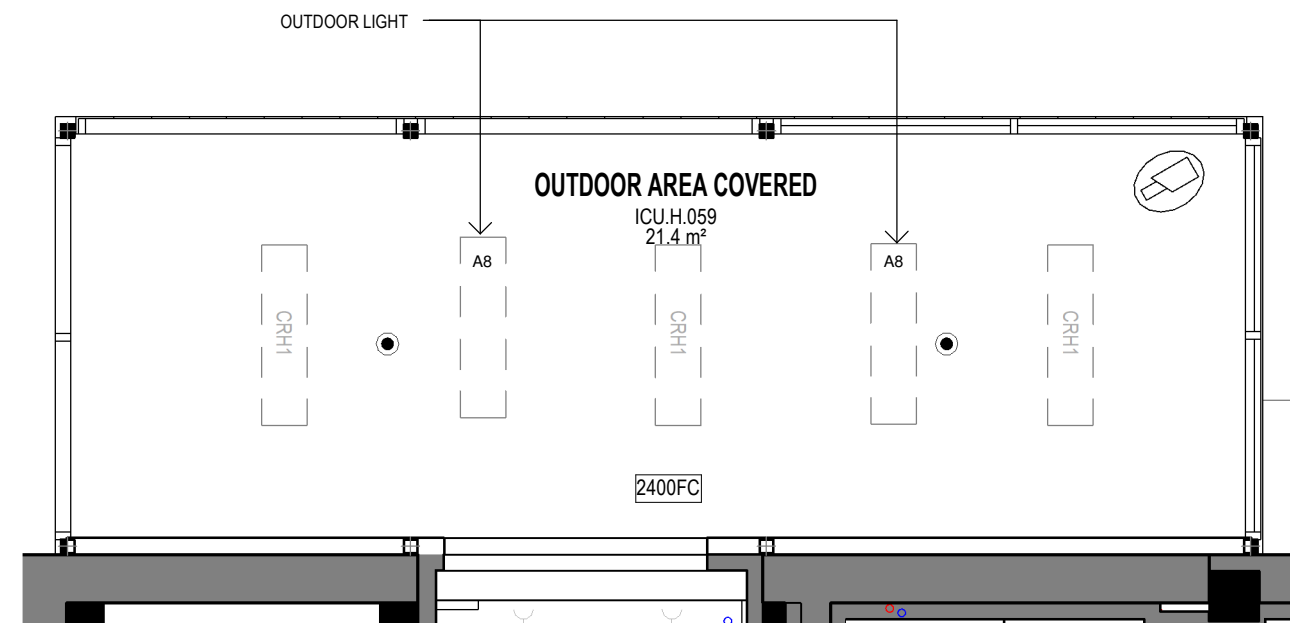 OUTDOOR LIGHT
OUTDOOR AREA COVERED
ICU.H.059
21.4 m²
A8
A8
CRH1
CRH1
CRH1
2400FC